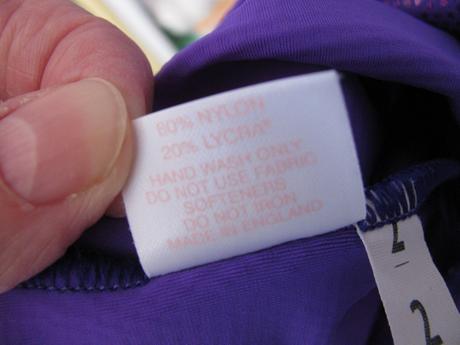 80% NYLON
20% LYCRA®
HAND WASH ONLY
DO NOT USE FABRIC
SOFTENERS
DO NOT IRON
MADE IN ENGLAND
2
2